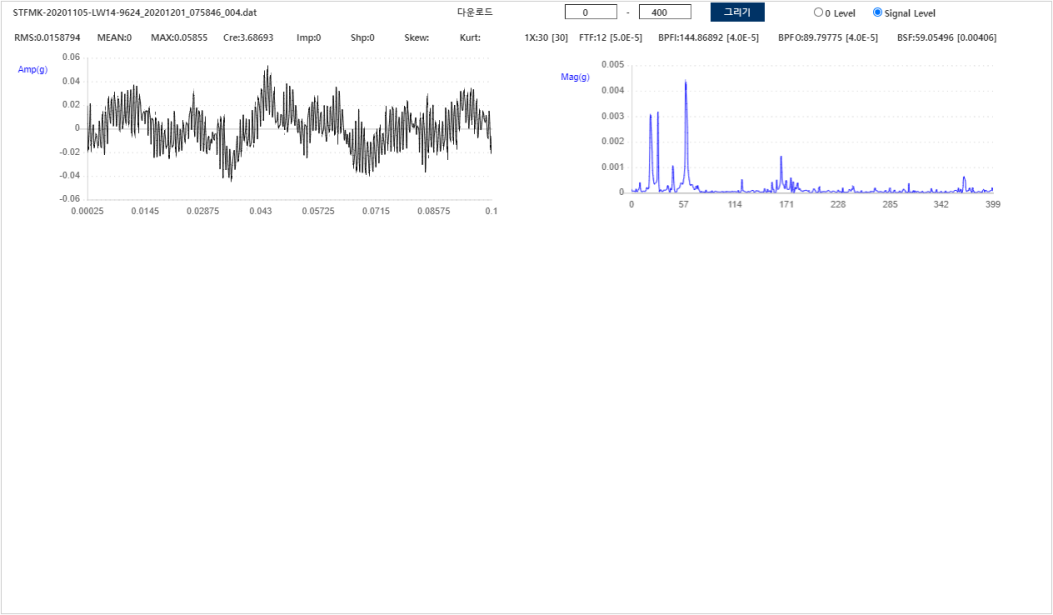 STFMK-20201105-LW14-9624_20201201_075846_004.dat 다운로드 0 - 400 그리기 0 Level Signal Level
RMS:0.0158794 MEAN:0 MAX:0.05855 Cre:3.68693 Imp:0 Shp:0 Skew: Kurt: 1X:30 [30] FTF:12 [5.0E-5] BPFI:144.86892 [4.0E-5] BPFO:89.79775 [4.0E-5] BSF:59.05496 [0.00406]
Amp(g)
0.06
0.04
0.02
0
-0.02
-0.04
-0.06
0.00025 0.0145 0.02875 0.043 0.05725 0.0715 0.08575 0.1
Mag(g)
0.005
0.004
0.003
0.002
0.001
0
0 57 114 171 228 285 342 399